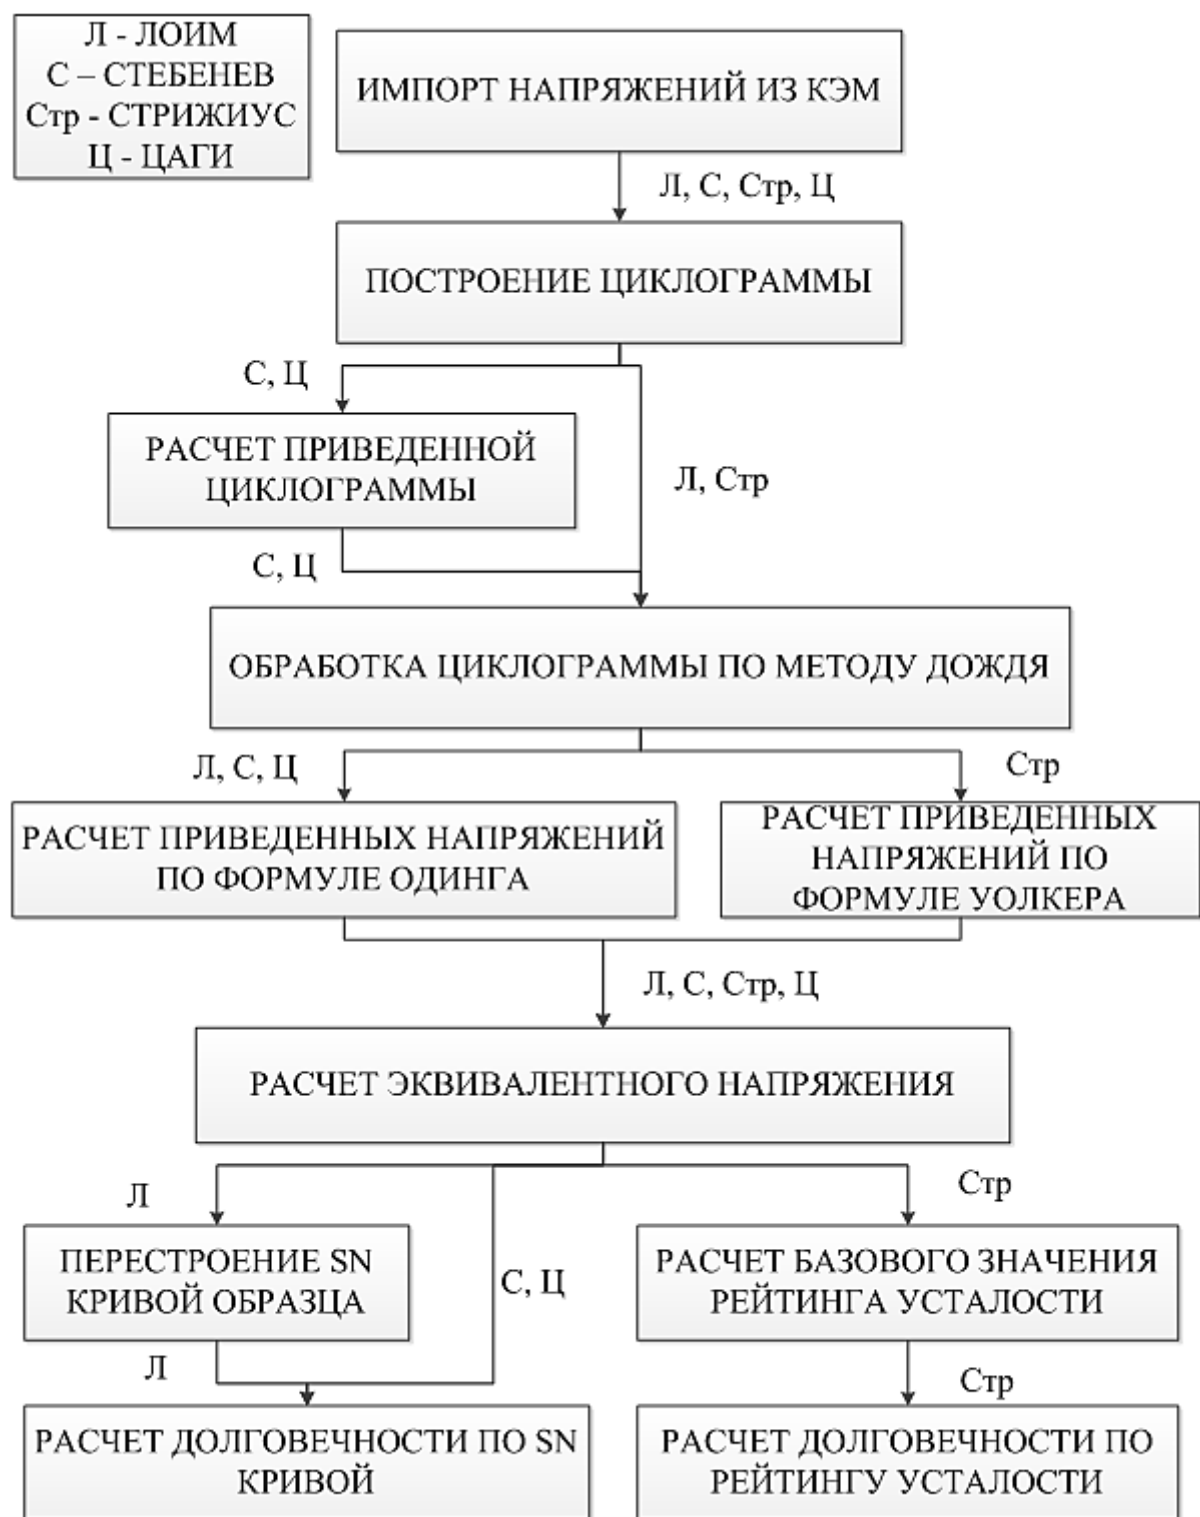 Л - ЛОИМ
С – СТЕБЕНЕВ
Стр - СТРИЖИУС
Ц - ЦАГИ
ИМПОРТ НАПРЯЖЕНИЙ ИЗ КЭМ
Л, С, Стр, Ц
ПОСТРОЕНИЕ ЦИКЛОГРАММЫ
С, Ц
РАСЧЕТ ПРИВЕДЕННОЙ
ЦИКЛОГРАММЫ
Л, Стр
С, Ц
ОБРАБОТКА ЦИКЛОГРАММЫ ПО МЕТОДУ ДОЖДЯ
Л, С, Ц
Стр
РАСЧЕТ ПРИВЕДЕННЫХ НАПРЯЖЕНИЙ
ПО ФОРМУЛЕ ОДИНГА
РАСЧЕТ ПРИВЕДЕННЫХ
НАПРЯЖЕНИЙ ПО
ФОРМУЛЕ УОЛКЕРА
Л, С, Стр, Ц
РАСЧЕТ ЭКВИВАЛЕНТНОГО НАПРЯЖЕНИЯ
Л
Стр
ПЕРЕСТРОЕНИЕ SN
КРИВОЙ ОБРАЗЦА
С, Ц
РАСЧЕТ БАЗОВОГО ЗНАЧЕНИЯ
РЕЙТИНГА УСТАЛОСТИ
Л
Стр
РАСЧЕТ ДОЛГОВЕЧНОСТИ ПО SN
КРИВОЙ
РАСЧЕТ ДОЛГОВЕЧНОСТИ ПО
РЕЙТИНГУ УСТАЛОСТИ